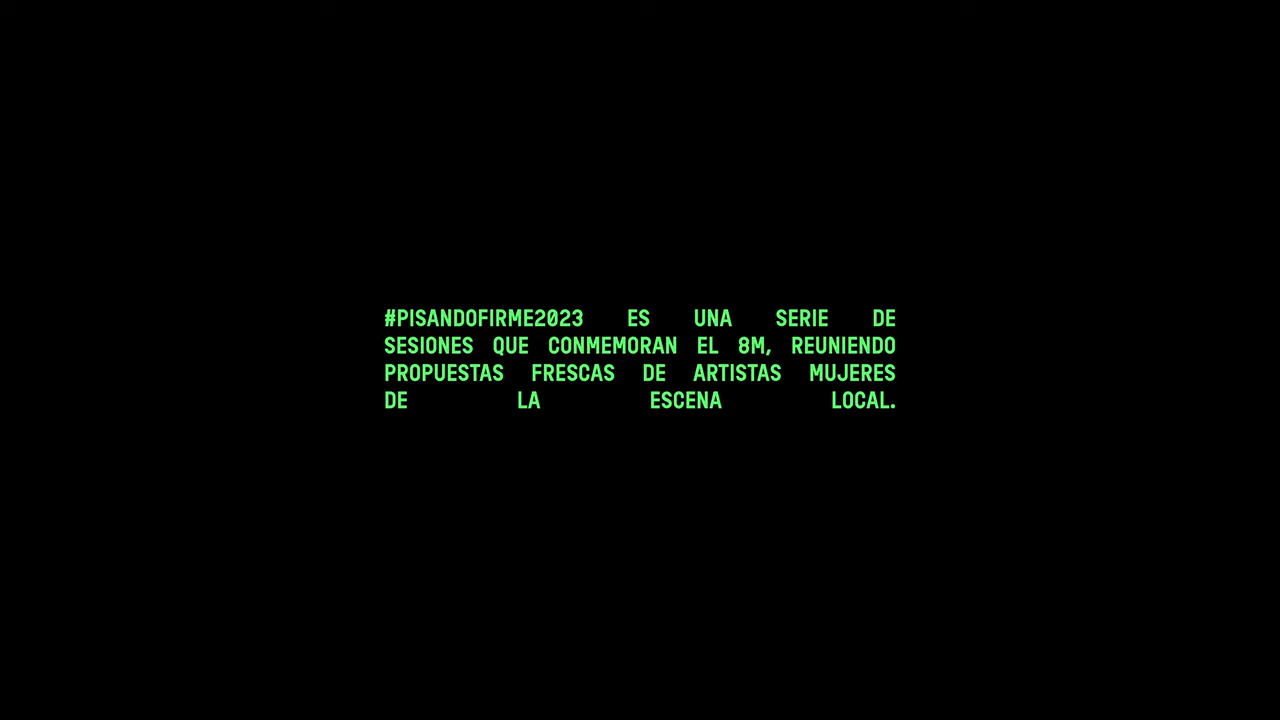 #PISANDOFIRME2023 ES UNA SERIE DE
SESIONES QUE CONMEMORAN EL 8M, REUNIENDO
PROPUESTAS FRESCAS DE ARTISTAS MUJERES
DE LA ESCENA LOCAL.